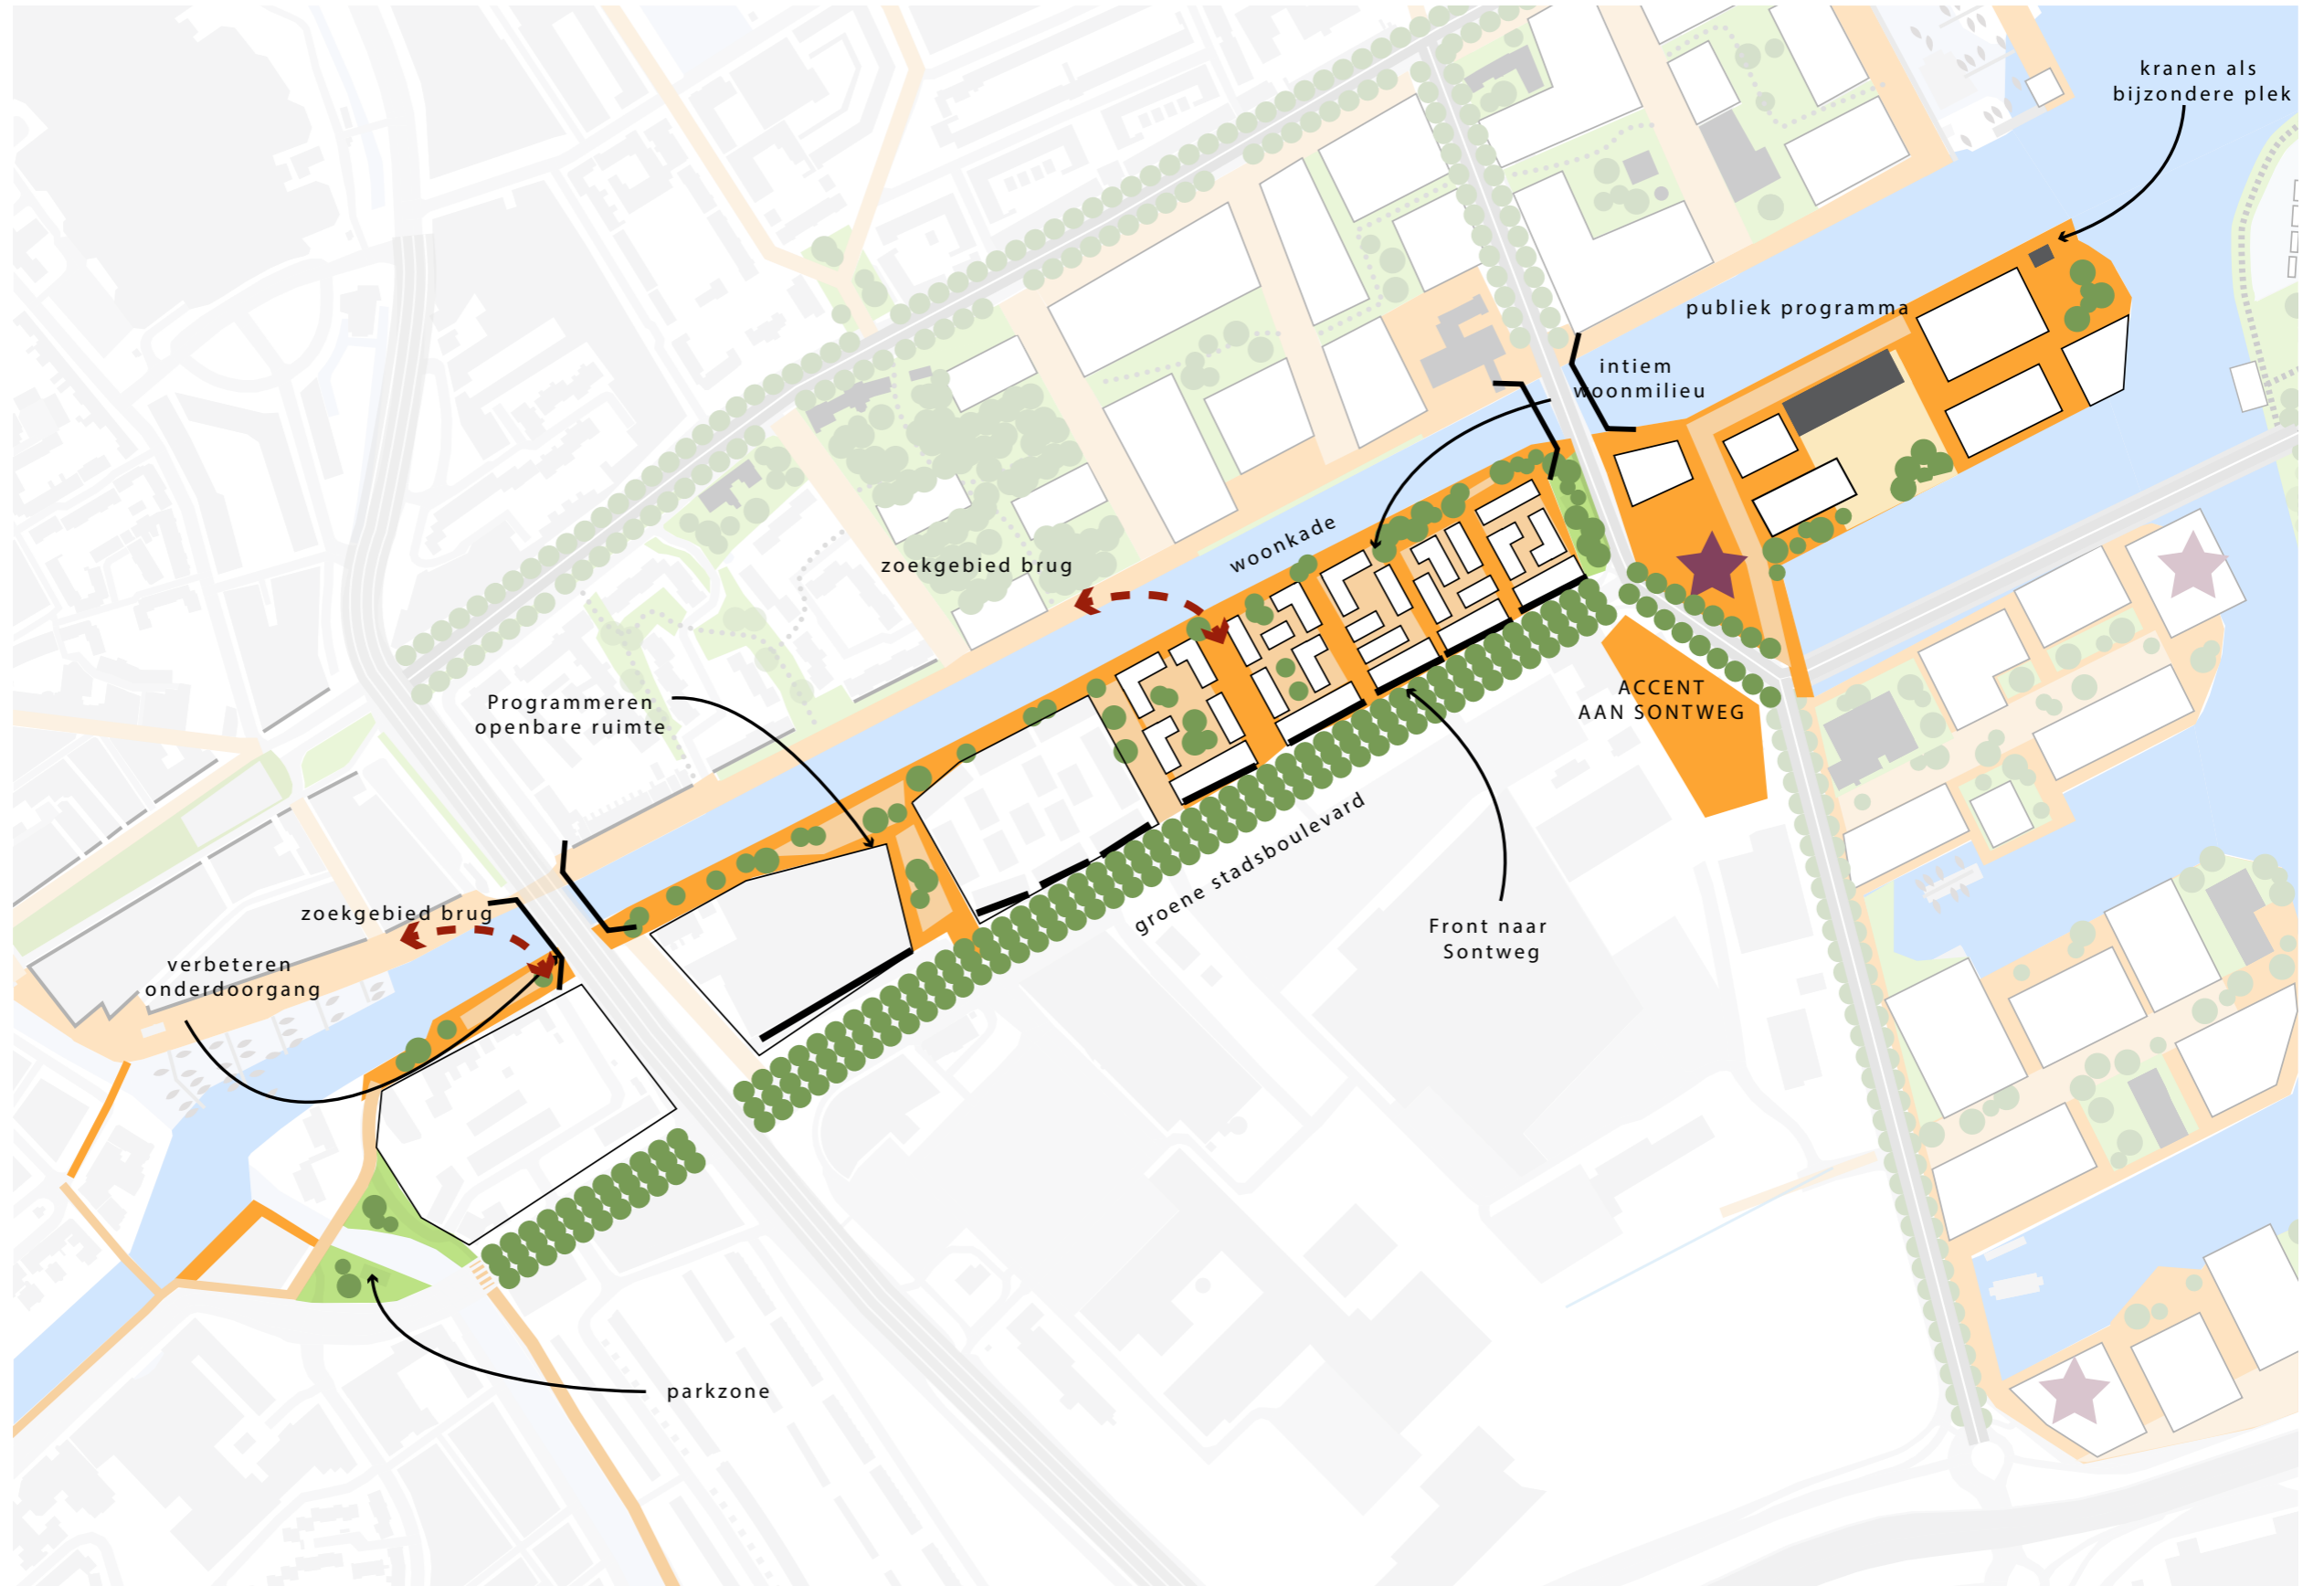 kranen als
bijzondere plek
publiek programma
intiem
woonmilieu
woonkade
zoekgebied brug
Programmeren
openbare ruimte
ACCENT
AAN SONTWEG
groene stadsboulevard
Front naar
Sontweg
zoekgebied brug
verbeteren
onderdoorgang
parkzone